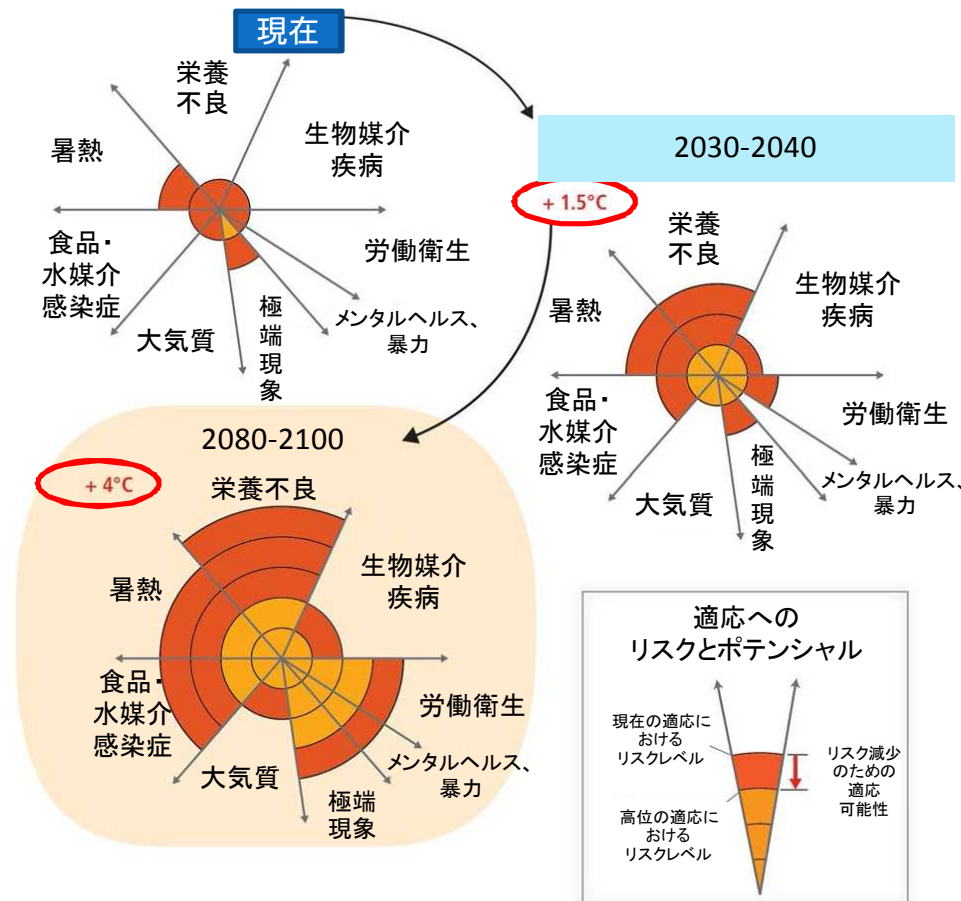 現在
栄養
不良
暑熱
生物媒介
疾病
食品・
水媒介
感染症
労働衛生
大気質
極
端
現
象
メンタルヘルス、
暴力
2030-2040
+ 1.5°C
栄養
不良
暑熱
生物媒介
疾病
食品・
水媒介
感染症
労働衛生
大気質
極
端
現
象
メンタルヘルス、
暴力
2080-2100
+ 4°C
栄養不良
暑熱
生物媒介
疾病
食品・
水媒介
感染症
労働衛生
大気質
極端
現象
メンタルヘルス、
暴力
適応への
リスクとポテンシャル
現在の適応に
おける
リスクレベル
リスク減少
のための
適応
可能性
高位の適応に
おける
リスクレベル